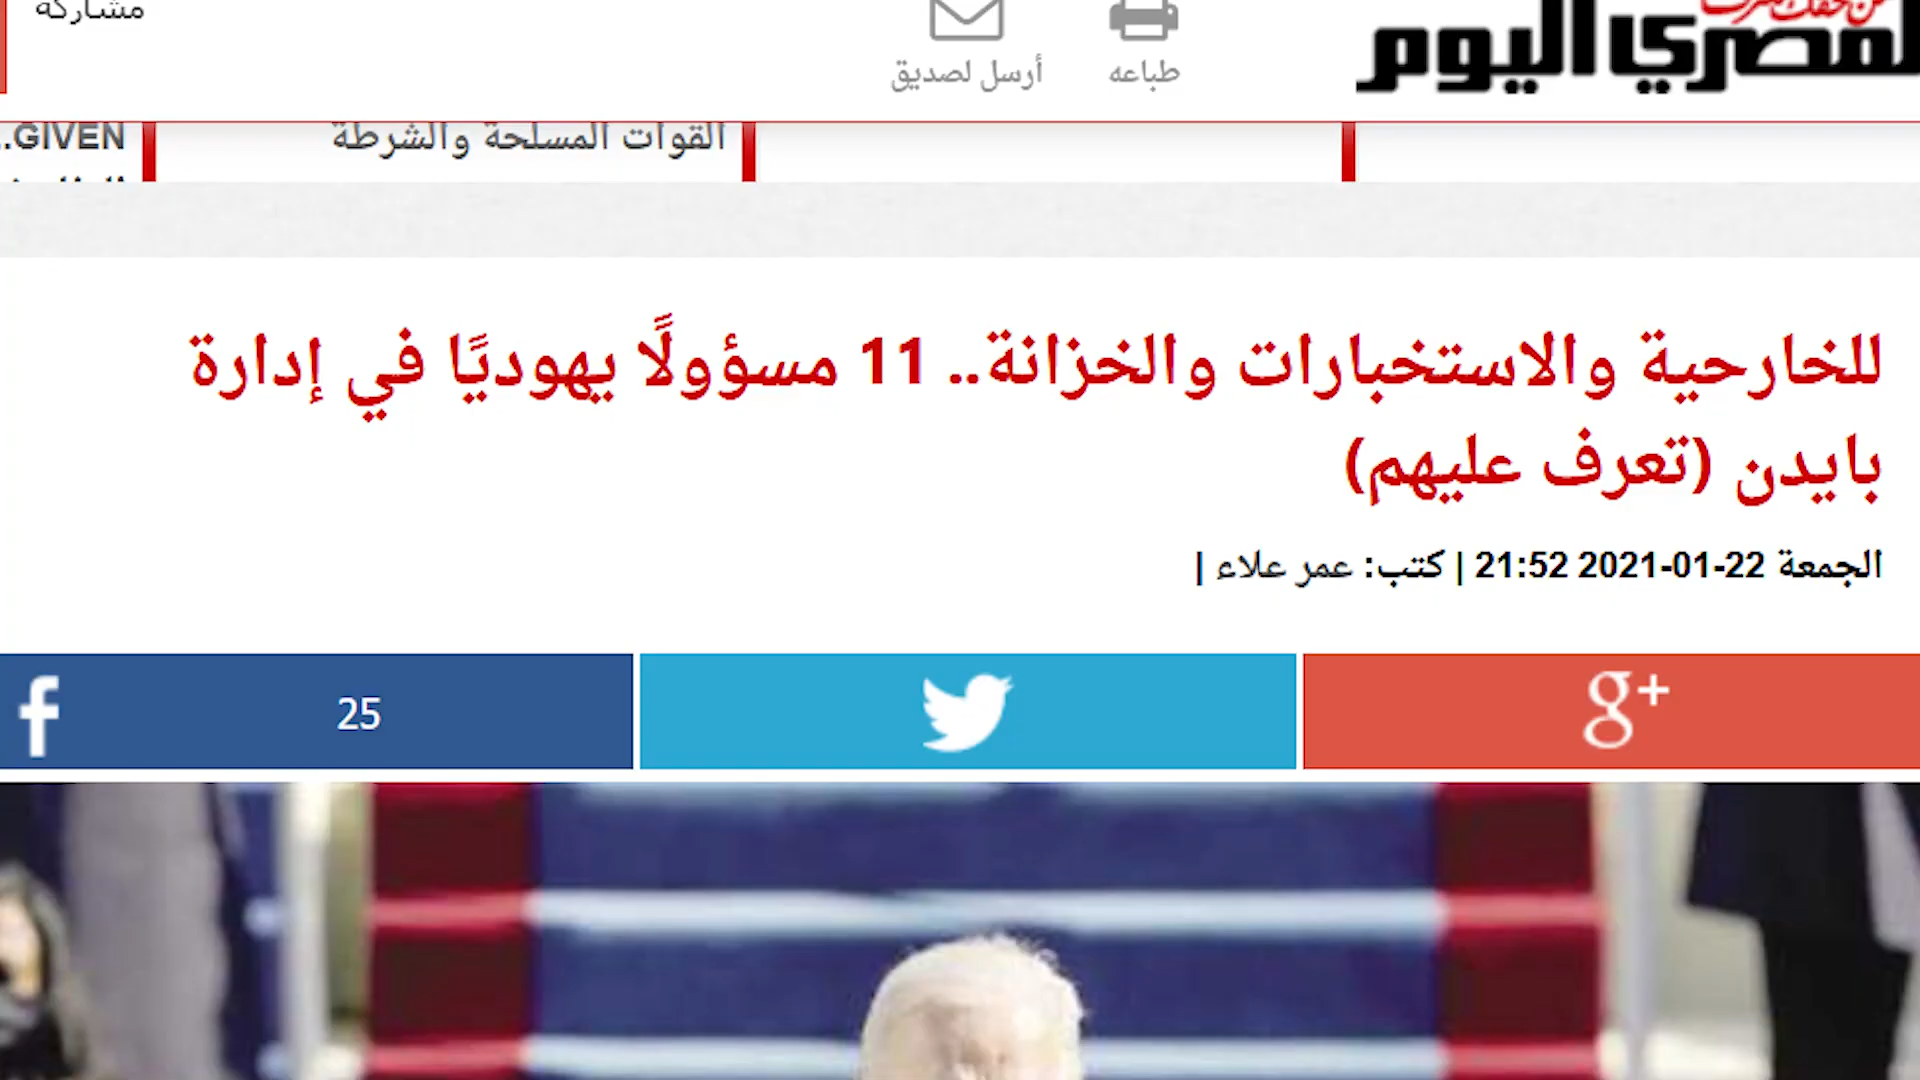 مشاركة
أرسل لصديق
طباعه
المصري اليوم
القوات المسلحة والشرطة
GIVEN..
للخارحية والاستخبارات والخزانة.. 11 مسؤولًا يهوديًا في إدارة
بايدن (تعرف عليهم)
الجمعة 22-01-2021 21:52 | كتب: عمر علاء |
25
g+